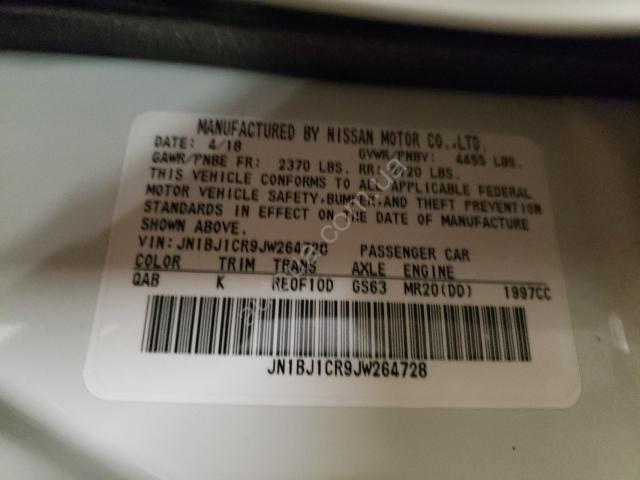 MANUFACTURED BY NISSAN MOTOR CO.,LTD.
DATE: 4/18 GVWR/PNBV: 4455 LBS.
GAWR/PNBE FR: 2370 LBS. RR: LBS.
THIS VEHICLE CONFORMS TO ALL APPLICABLE FEDERAL
MOTOR VEHICLE SAFETY,BUMPER,AND THEFT PREVENTION
STANDARDS IN EFFECT ON THE DATE OF MANUFACTURE
SHOWN ABOVE.
VIN:JN1BJ1CR9JW264728 PASSENGER CAR
COLOR TRIM TRANS AXLE ENGINE
QAB K RE0F10D GS63 MR20(DD) 1997CC
JN1BJ1CR9JW264728